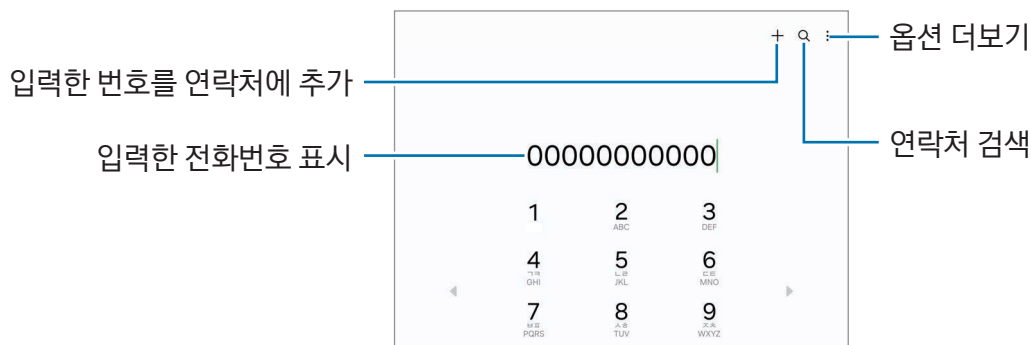 옵션 더보기
입력한 번호를 연락처에 추가
입력한 전화번호 표시
00000000000
연락처 검색
1 2 3
ABC DEF
4 5 6
ㄱㅋ ㄴㄹ ㄷㅌ
GHI JKL MNO
7 8 9
ㅂㅍ ㅅㅎ ㅈㅊ
PQRS TUV WXYZ